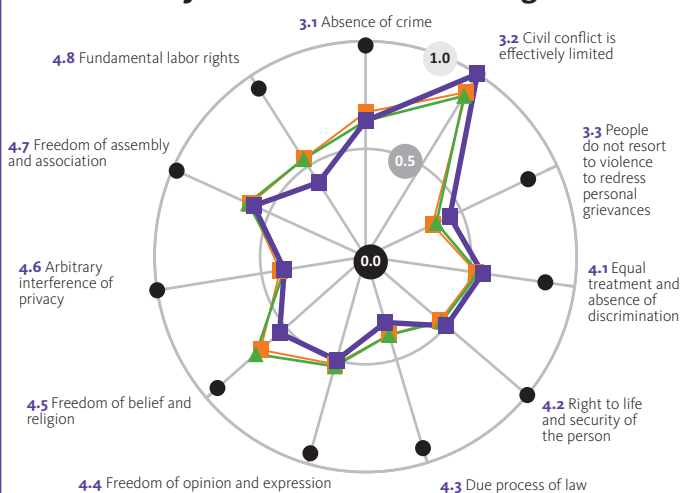 3.1 Absence of crime
3.2 Civil conflict is
effectively limited
3.3 People
do not resort
to violence
to redress
personal
grievances
4.1 Equal
treatment and
absence of
discrimination
4.2 Right to life
and security of
the person
4.3 Due process of law
4.4 Freedom of opinion and expression
4.5 Freedom of belief and
religion
4.6 Arbitrary
interference of
privacy
4.7 Freedom of assembly
and association
4.8 Fundamental labor rights
1.0
0.5
0.0